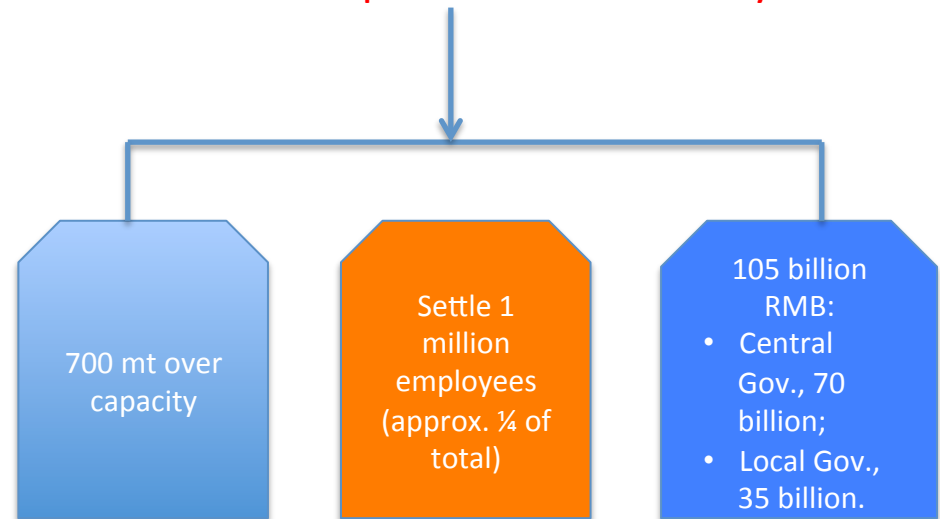 700 mt over
capacity
Settle 1
million
employees
(approx. ¼ of
total)
105 billion
RMB:
• Central
Gov., 70
billion;
• Local Gov.,
35 billion.